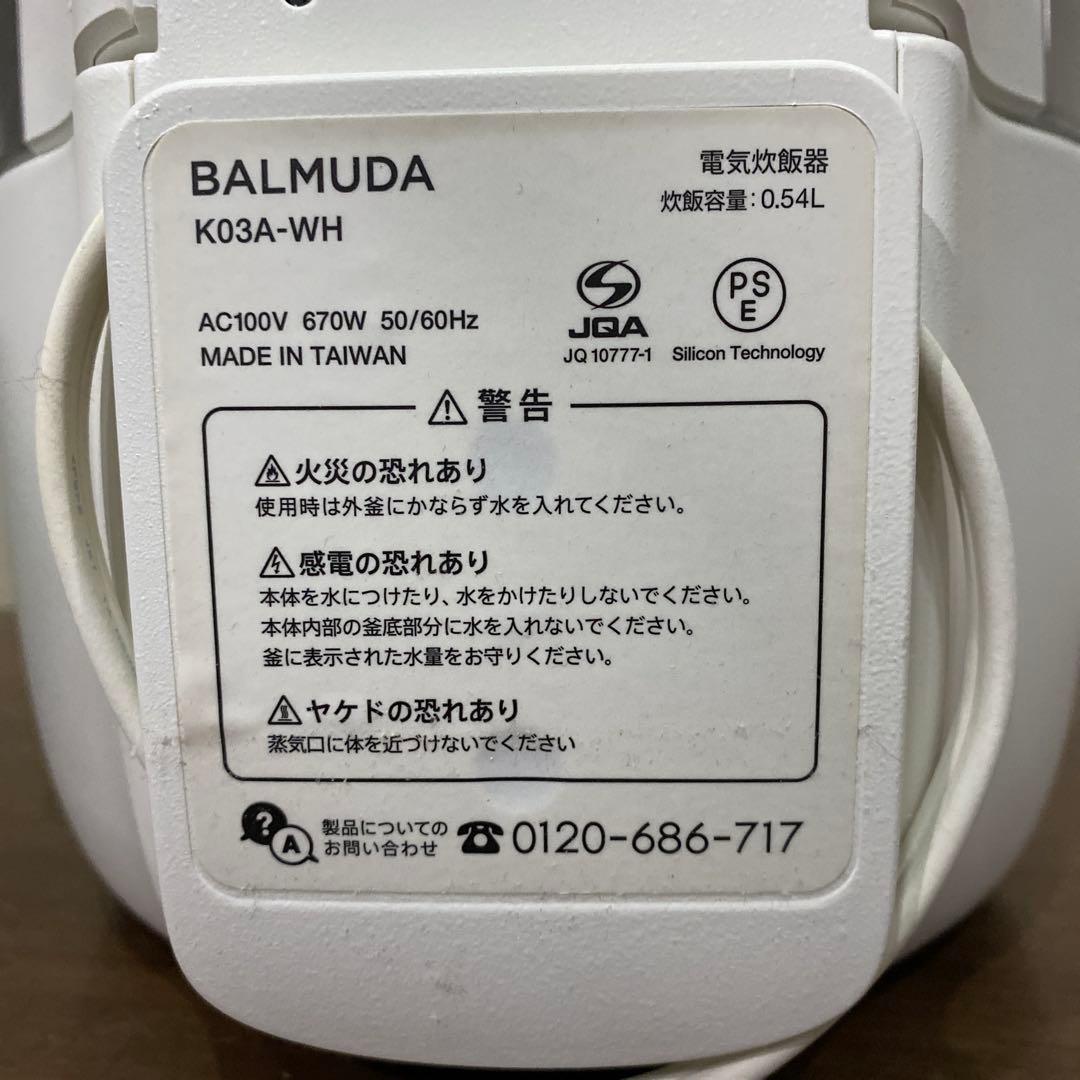 BALMUDA
K03A-WH
電気炊飯器
炊飯容量：0.54L
AC100V 670W 50/60Hz
MADE IN TAIWAN
JQA
JQ 10777-1
PSE
Silicon Technology
警告
火災の恐れあり
使用時は外釜にかならず水を入れてください。
感電の恐れあり
本体を水につけたり、水をかけたりしないでください。
本体内部の釜底部分に水を入れないでください。
釜に表示された水量をお守りください。
ヤケドの恐れあり
蒸気口に体を近づけないでください
? A
製品についての
お問い合わせ
0120-686-717